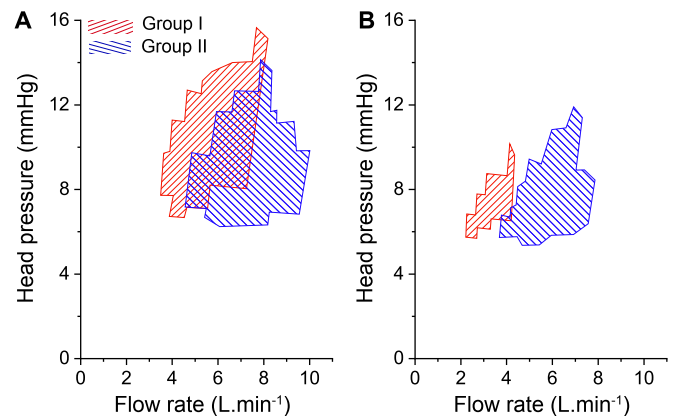 A
Group I
Group II
16
12
8
4
0
Head pressure (mmHg)
0 2 4 6 8 10
Flow rate (L.min⁻¹)
B
16
12
8
4
0
Head pressure (mmHg)
0 2 4 6 8 10
Flow rate (L.min⁻¹)